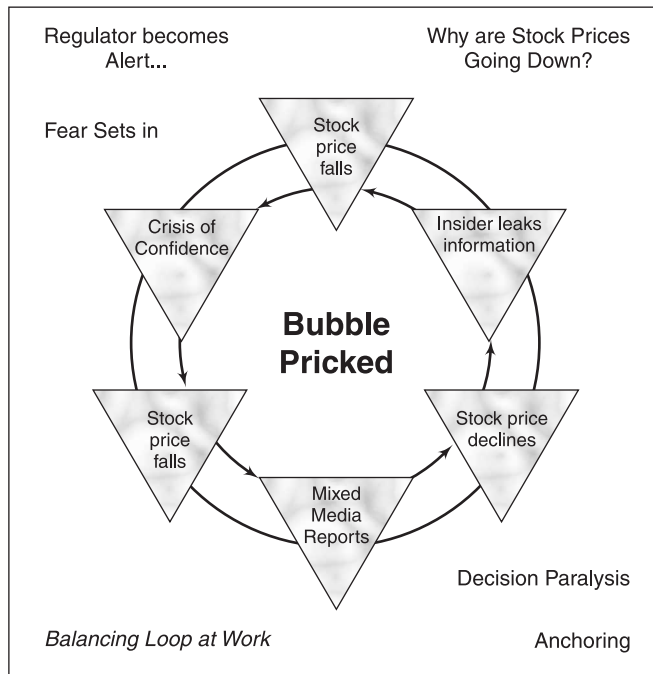 Regulator becomes
Alert...
Why are Stock Prices
Going Down?
Fear Sets in
Stock
price
falls
Crisis of
Confidence
Insider leaks
information
Bubble
Pricked
Stock
price
falls
Stock price
declines
Mixed
Media
Reports
Decision Paralysis
Balancing Loop at Work
Anchoring